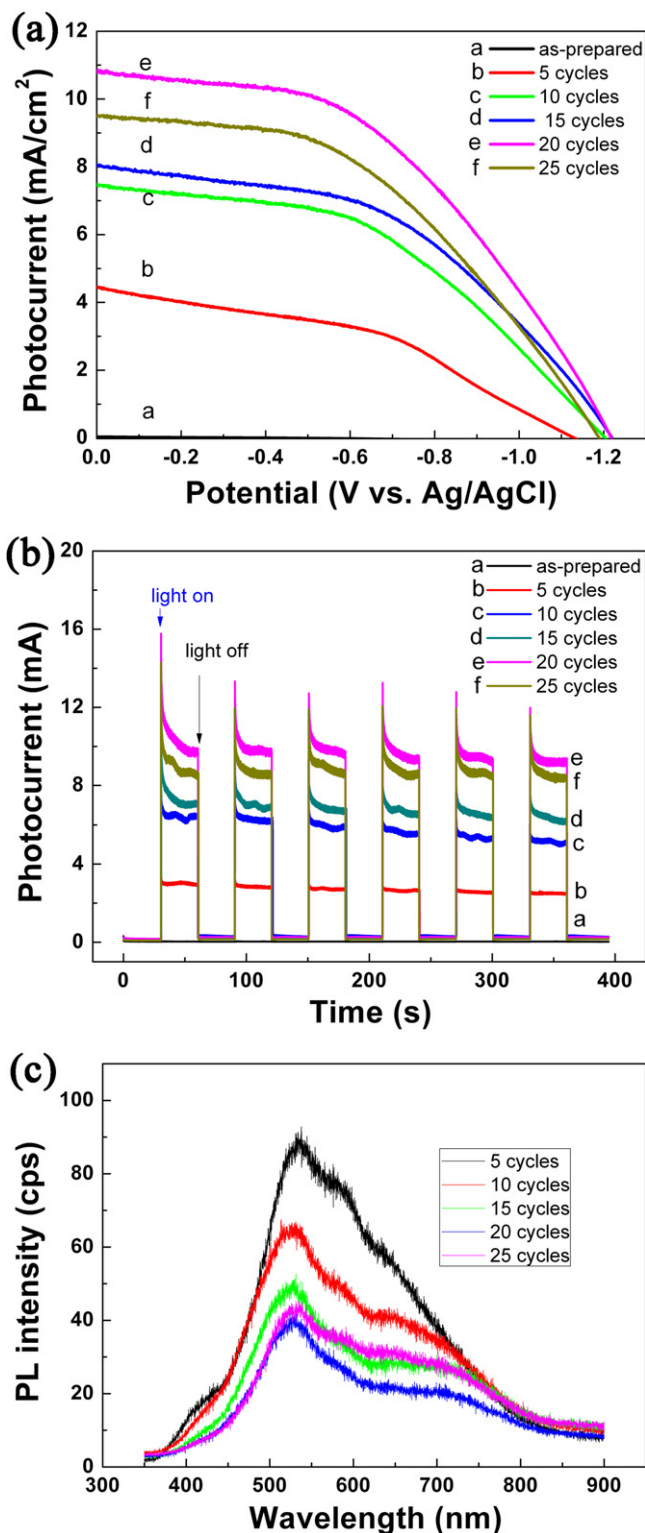 (a)
a as-prepared
b 5 cycles
c 10 cycles
d 15 cycles
e 20 cycles
f 25 cycles
e
f
d
c
b
a
12
10
8
6
4
2
0
Photocurrent (mA/cm²)
0.0 -0.2 -0.4 -0.6 -0.8 -1.0 -1.2
Potential (V vs. Ag/AgCl)
(b)
a as-prepared
b 5 cycles
c 10 cycles
d 15 cycles
e 20 cycles
f 25 cycles
light on
light off
e
f
d
c
b
a
20
16
12
8
4
0
Photocurrent (mA)
0 100 200 300 400
Time (s)
(c)
5 cycles
10 cycles
15 cycles
20 cycles
25 cycles
100
80
60
40
20
0
PL intensity (cps)
300 400 500 600 700 800 900
Wavelength (nm)